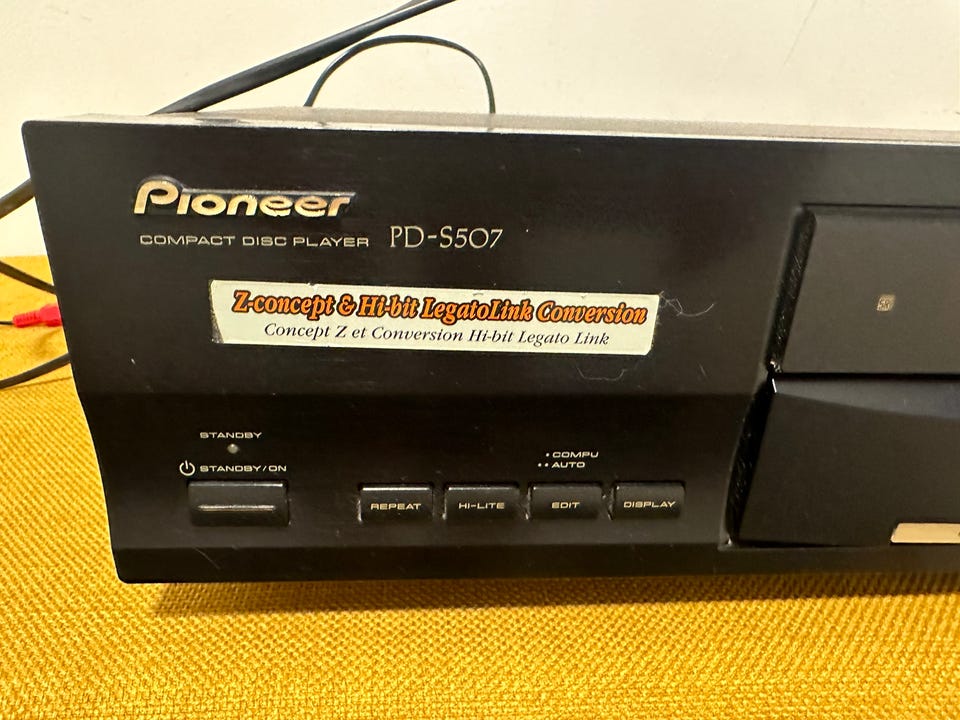 Pioneer
COMPACT DISC PLAYER PD-S507
Z-concept & Hi-bit LegatoLink Conversion
Concept Z et Conversion Hi-bit Legato Link
STANDBY
STANDBY/ON
• COMPU
•• AUTO
REPEAT HI-LITE EDIT DISPLAY